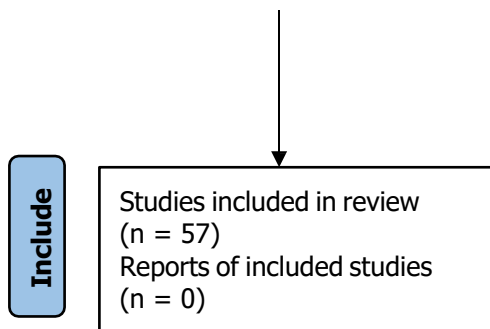 Include
Studies included in review
(n = 57)
Reports of included studies
(n = 0)